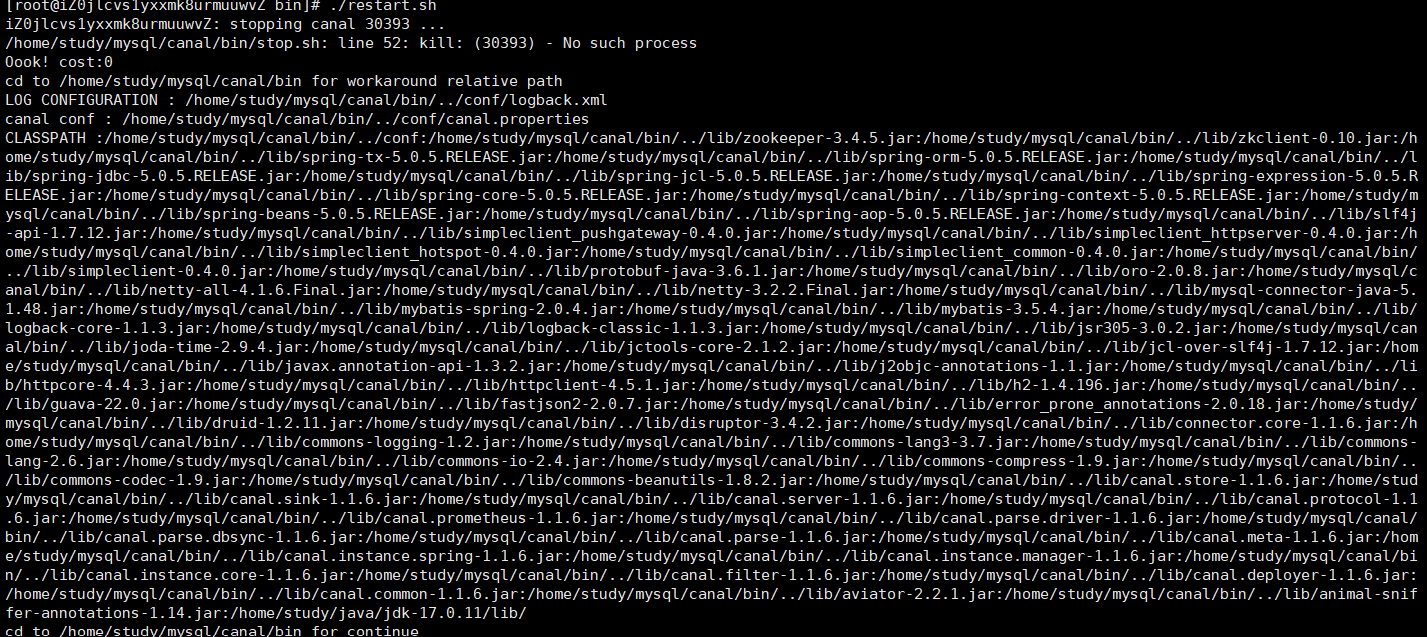 [root@iZ0jlcvs1yxxmk8urmuuwvZ bin]# ./restart.sh
iZ0jlcvs1yxxmk8urmuuwvZ: stopping canal 30393 ...
/home/study/mysql/canal/bin/stop.sh: line 52: kill: (30393) - No such process
Oook! cost:0
cd to /home/study/mysql/canal/bin for workaround relative path
LOG CONFIGURATION : /home/study/mysql/canal/bin/../conf/logback.xml
canal conf : /home/study/mysql/canal/bin/../conf/canal.properties
CLASSPATH :/home/study/mysql/canal/bin/../conf:/home/study/mysql/canal/bin/../lib/zookeeper-3.4.5.jar:/home/study/mysql/canal/bin/../lib/zkclient-0.10.jar:/h
ome/study/mysql/canal/bin/../lib/spring-tx-5.0.5.RELEASE.jar:/home/study/mysql/canal/bin/../lib/spring-orm-5.0.5.RELEASE.jar:/home/study/mysql/canal/bin/../l
ib/spring-jdbc-5.0.5.RELEASE.jar:/home/study/mysql/canal/bin/../lib/spring-jcl-5.0.5.RELEASE.jar:/home/study/mysql/canal/bin/../lib/spring-expression-5.0.5.R
ELEASE.jar:/home/study/mysql/canal/bin/../lib/spring-core-5.0.5.RELEASE.jar:/home/study/mysql/canal/bin/../lib/spring-context-5.0.5.RELEASE.jar:/home/study/m
ysql/canal/bin/../lib/spring-beans-5.0.5.RELEASE.jar:/home/study/mysql/canal/bin/../lib/spring-aop-5.0.5.RELEASE.jar:/home/study/mysql/canal/bin/../lib/slf4j
-api-1.7.12.jar:/home/study/mysql/canal/bin/../lib/simpleclient_pushgateway-0.4.0.jar:/home/study/mysql/canal/bin/../lib/simpleclient_httpserver-0.4.0.jar:/h
ome/study/mysql/canal/bin/../lib/simpleclient_hotspot-0.4.0.jar:/home/study/mysql/canal/bin/../lib/simpleclient_common-0.4.0.jar:/home/study/mysql/canal/bin/
../lib/simpleclient-0.4.0.jar:/home/study/mysql/canal/bin/../lib/protobuf-java-3.6.1.jar:/home/study/mysql/canal/bin/../lib/oro-2.0.8.jar:/home/study/mysql/c
anal/bin/../lib/netty-all-4.1.6.Final.jar:/home/study/mysql/canal/bin/../lib/netty-3.2.2.Final.jar:/home/study/mysql/canal/bin/../lib/mysql-connector-java-5.
1.48.jar:/home/study/mysql/canal/bin/../lib/mybatis-spring-2.0.4.jar:/home/study/mysql/canal/bin/../lib/mybatis-3.5.4.jar:/home/study/mysql/canal/bin/../lib/
logback-core-1.1.3.jar:/home/study/mysql/canal/bin/../lib/logback-classic-1.1.3.jar:/home/study/mysql/canal/bin/../lib/jsr305-3.0.2.jar:/home/study/mysql/can
al/bin/../lib/joda-time-2.9.4.jar:/home/study/mysql/canal/bin/../lib/jctools-core-2.1.2.jar:/home/study/mysql/canal/bin/../lib/jcl-over-slf4j-1.7.12.jar:/hom
e/study/mysql/canal/bin/../lib/javax.annotation-api-1.3.2.jar:/home/study/mysql/canal/bin/../lib/j2objc-annotations-1.1.jar:/home/study/mysql/canal/bin/../li
b/httpcore-4.4.3.jar:/home/study/mysql/canal/bin/../lib/httpclient-4.5.1.jar:/home/study/mysql/canal/bin/../lib/h2-1.4.196.jar:/home/study/mysql/canal/bin/..
/lib/guava-22.0.jar:/home/study/mysql/canal/bin/../lib/fastjson2-2.0.7.jar:/home/study/mysql/canal/bin/../lib/error_prone_annotations-2.0.18.jar:/home/study/
mysql/canal/bin/../lib/druid-1.2.11.jar:/home/study/mysql/canal/bin/../lib/disruptor-3.4.2.jar:/home/study/mysql/canal/bin/../lib/connector.core-1.1.6.jar:/h
ome/study/mysql/canal/bin/../lib/commons-logging-1.2.jar:/home/study/mysql/canal/bin/../lib/commons-lang3-3.7.jar:/home/study/mysql/canal/bin/../lib/commons-
lang-2.6.jar:/home/study/mysql/canal/bin/../lib/commons-io-2.4.jar:/home/study/mysql/canal/bin/../lib/commons-compress-1.9.jar:/home/study/mysql/canal/bin/..
/lib/commons-codec-1.9.jar:/home/study/mysql/canal/bin/../lib/commons-beanutils-1.8.2.jar:/home/study/mysql/canal/bin/../lib/canal.store-1.1.6.jar:/home/stud
y/mysql/canal/bin/../lib/canal.sink-1.1.6.jar:/home/study/mysql/canal/bin/../lib/canal.server-1.1.6.jar:/home/study/mysql/canal/bin/../lib/canal.protocol-1.1
.6.jar:/home/study/mysql/canal/bin/../lib/canal.prometheus-1.1.6.jar:/home/study/mysql/canal/bin/../lib/canal.parse.driver-1.1.6.jar:/home/study/mysql/canal/
bin/../lib/canal.parse.dbsync-1.1.6.jar:/home/study/mysql/canal/bin/../lib/canal.parse-1.1.6.jar:/home/study/mysql/canal/bin/../lib/canal.meta-1.1.6.jar:/hom
e/study/mysql/canal/bin/../lib/canal.instance.spring-1.1.6.jar:/home/study/mysql/canal/bin/../lib/canal.instance.manager-1.1.6.jar:/home/study/mysql/canal/bi
n/../lib/canal.instance.core-1.1.6.jar:/home/study/mysql/canal/bin/../lib/canal.filter-1.1.6.jar:/home/study/mysql/canal/bin/../lib/canal.deployer-1.1.6.jar:
/home/study/mysql/canal/bin/../lib/canal.common-1.1.6.jar:/home/study/mysql/canal/bin/../lib/aviator-2.2.1.jar:/home/study/mysql/canal/bin/../lib/animal-snif
fer-annotations-1.14.jar:/home/study/java/jdk-17.0.11/lib/
cd to /home/study/mysql/canal/bin for continue